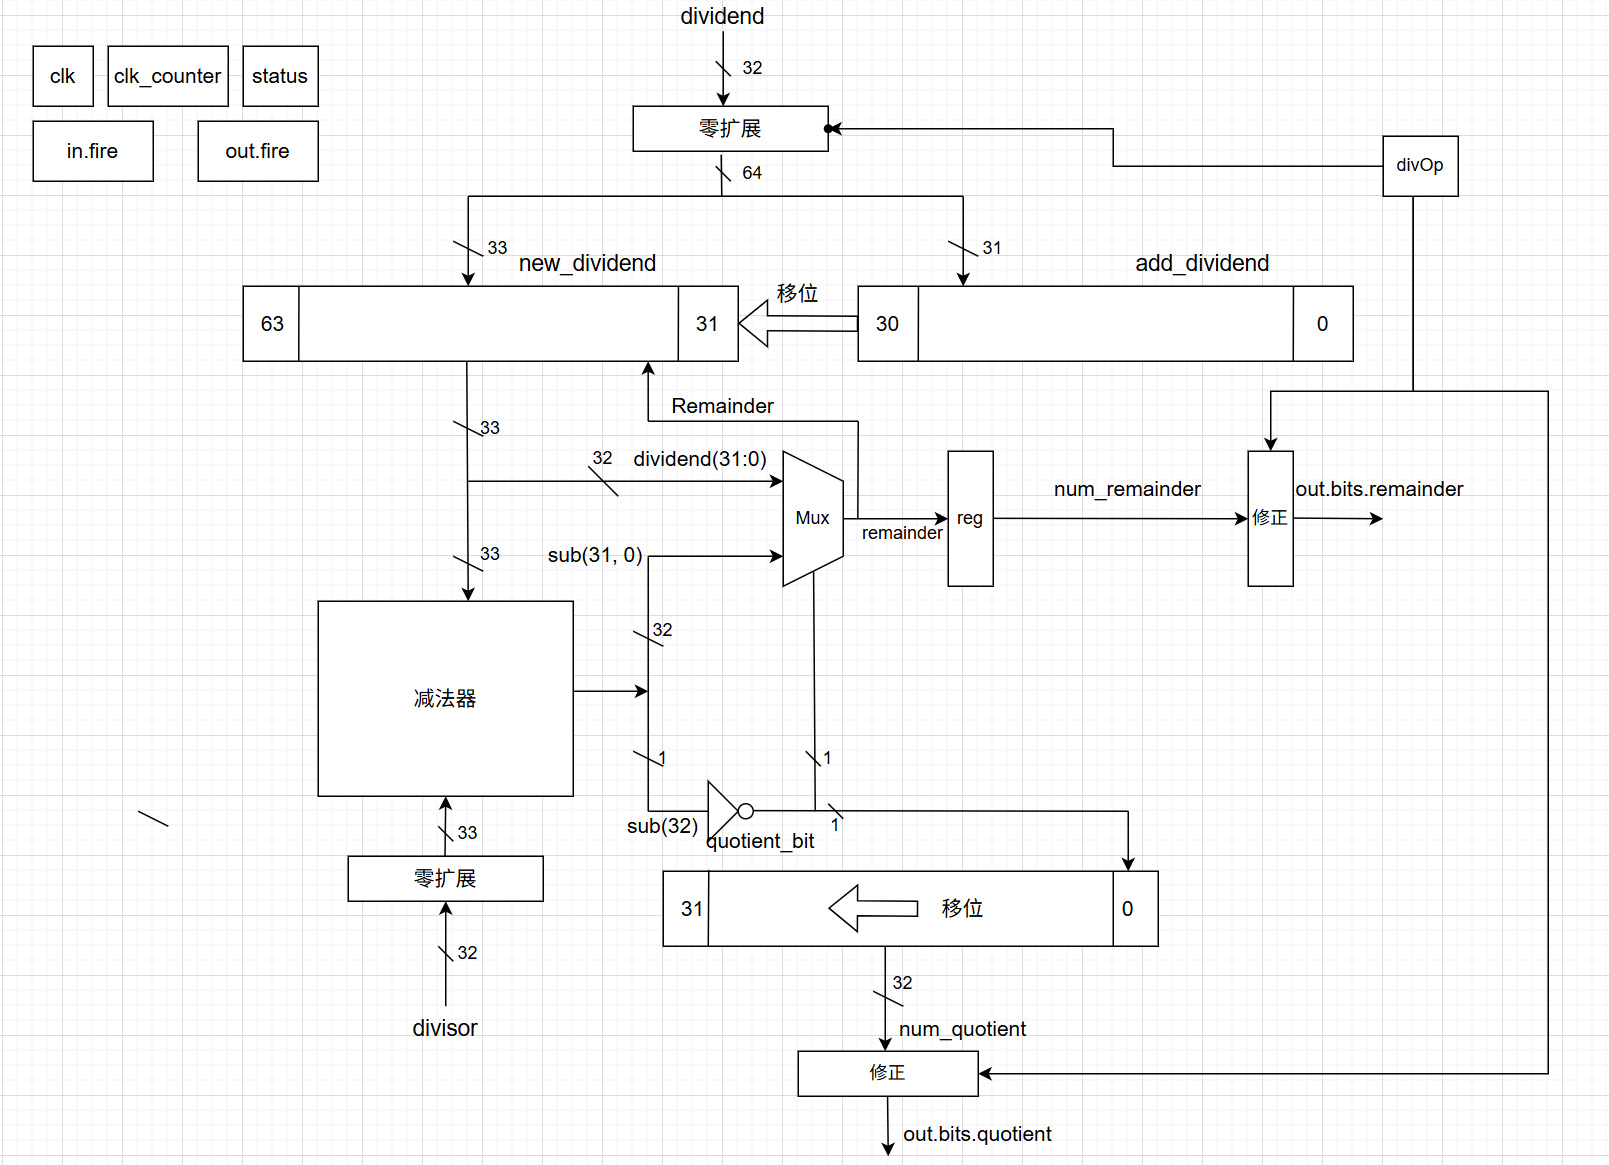 dividend
32
clk
clk_counter
status
零扩展
in.fire
out.fire
divOp
64
33
31
new_dividend
add_dividend
移位
63
31
30
0
Remainder
33
32
dividend(31:0)
num_remainder
out.bits.remainder
Mux
reg
修正
remainder
33
sub(31, 0)
32
减法器
1
1
sub(32)
1
quotient_bit
33
零扩展
31
移位
0
32
32
divisor
num_quotient
修正
out.bits.quotient